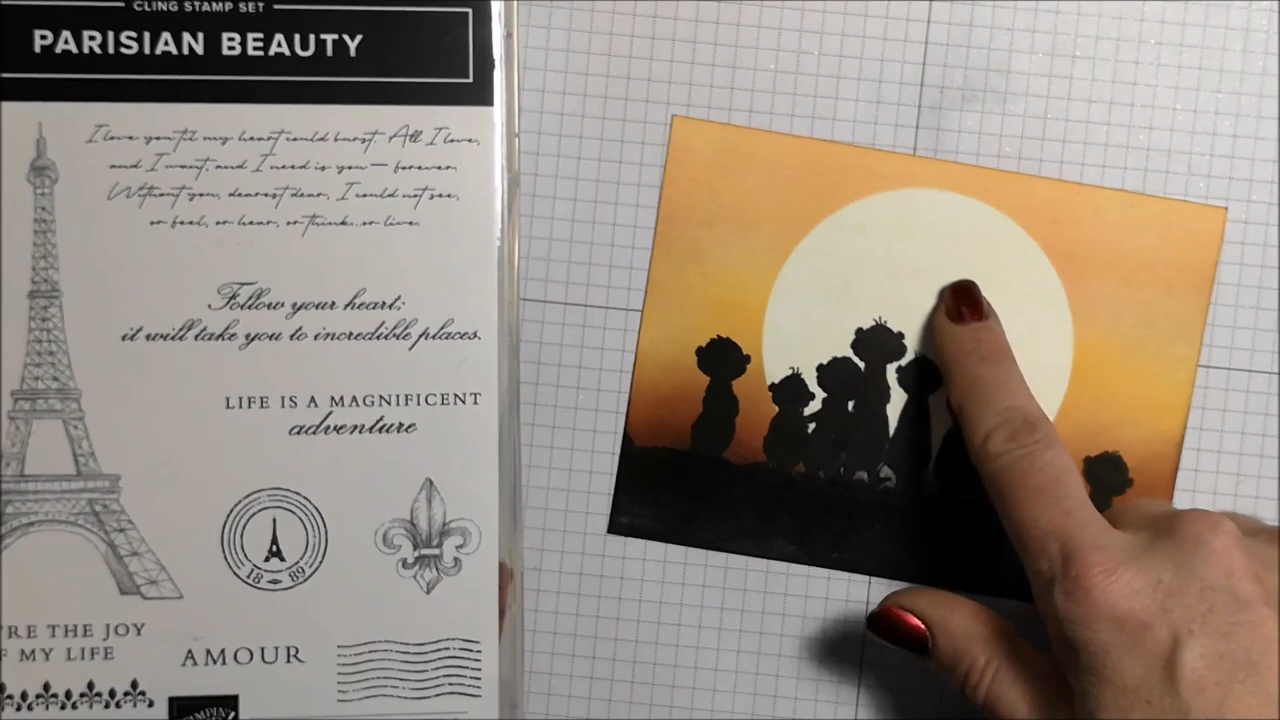 CLING STAMP SET
PARISIAN BEAUTY
I love you til my heart could burst. All I love,
and I want, and I need is you — forever.
Without you, dearest dear, I could not see,
or feel, or hear, or think...or live.
Follow your heart;
it will take you to incredible places.
LIFE IS A MAGNIFICENT
adventure
18 89
'RE THE JOY
MY LIFE
AMOUR
STAMPIN'